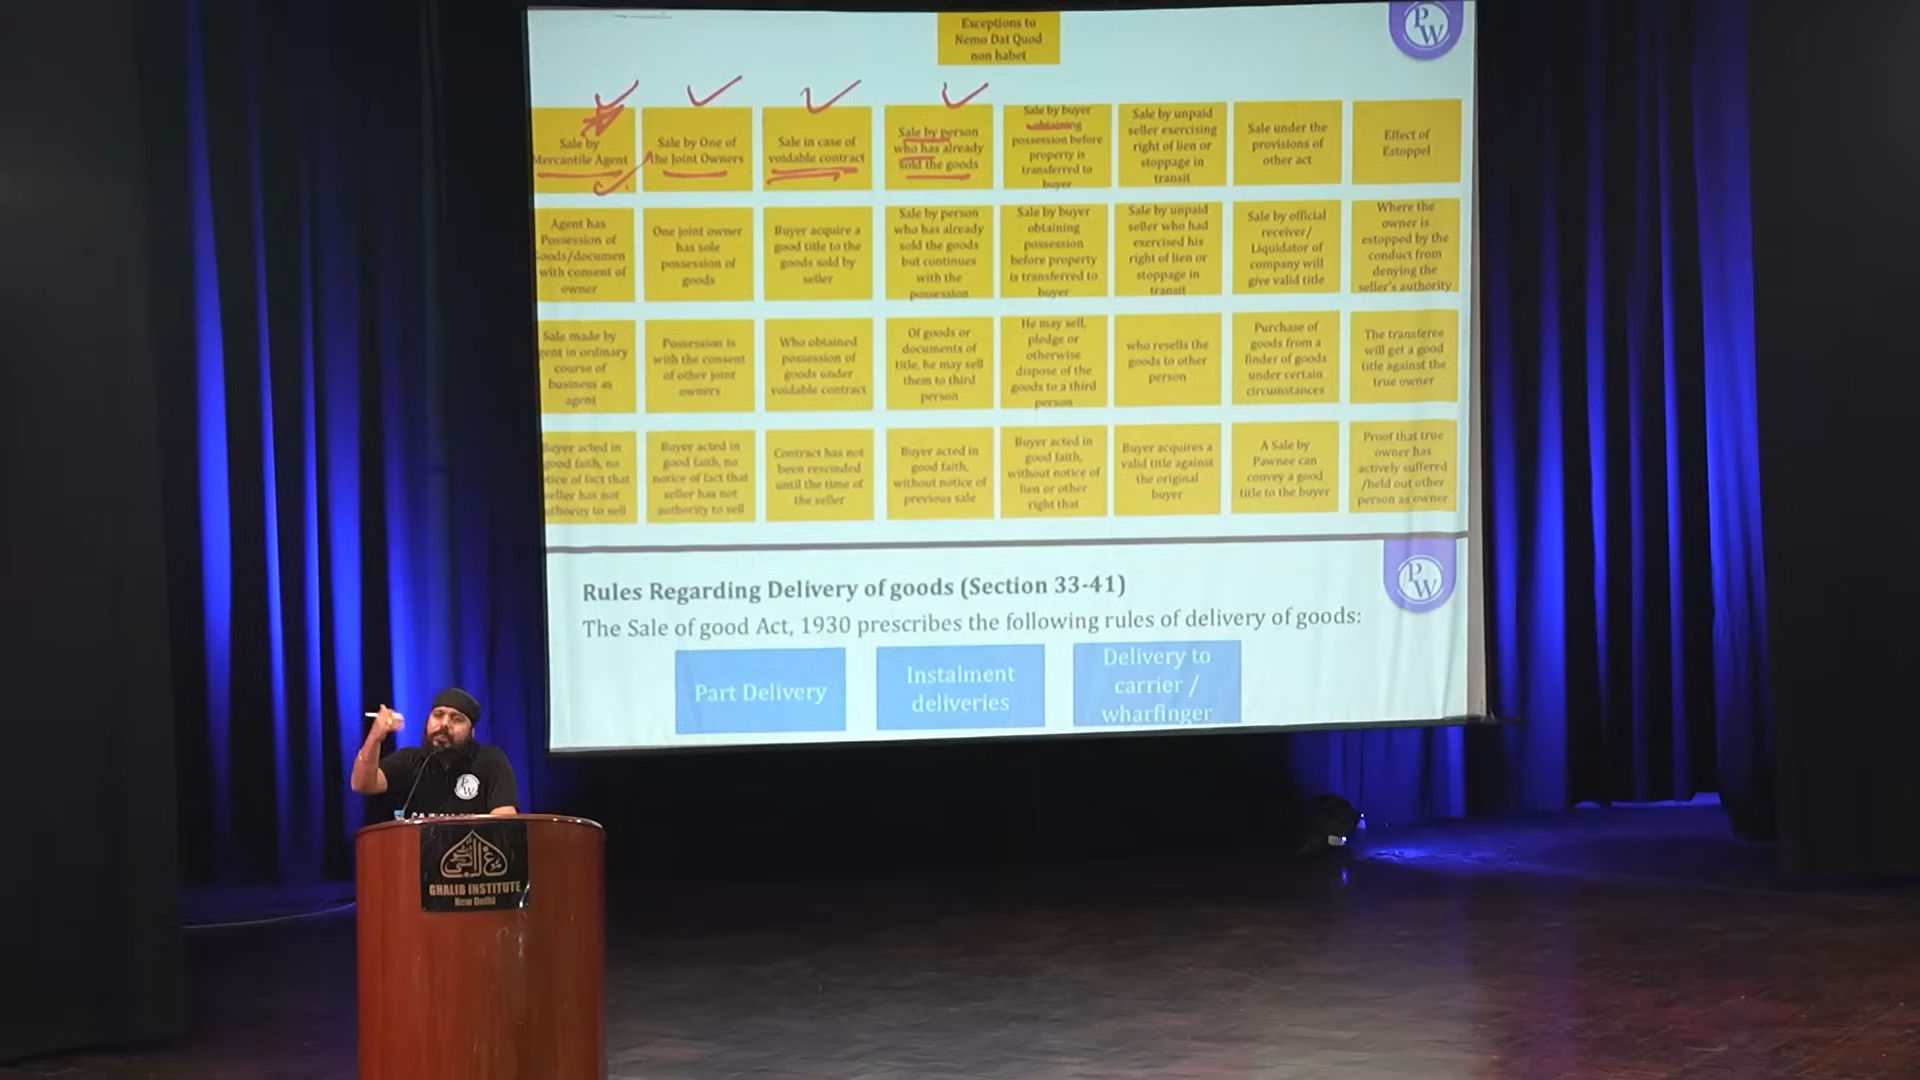 Exceptions to
Nemo Dat Quod
non habet
PW
Sale by
Mercantile Agent
Sale by One of
the Joint Owners
Sale in case of
voidable contract
Sale by person
who has already
sold the goods
Sale by buyer
obtaining
possession before
property is
transferred to
buyer
Sale by unpaid
seller exercising
right of lien or
stoppage in
transit
Sale under the
provisions of
other act
Effect of
Estoppel
Agent has
Possession of
oods/documen
with consent of
owner
One joint owner
has sole
possession of
goods
Buyer acquire a
good title to the
goods sold by
seller
Sale by person
who has already
sold the goods
but continues
with the
possession
Sale by buyer
obtaining
possession
before property
is transferred to
buyer
Sale by unpaid
seller who had
exercised his
right of lien or
stoppage in
transit
Sale by official
receiver/
Liquidator of
company will
give valid title
Where the
owner is
estopped by the
conduct from
denying the
seller's authority
Sale made by
gent in ordinary
course of
business as
agent
Possession is
with the consent
of other joint
owners
Who obtained
possession of
goods under
voidable contract
Of goods or
documents of
title, he may sell
them to third
person
He may sell,
pledge or
otherwise
dispose of the
goods to a third
person
who resells the
goods to other
person
Purchase of
goods from a
finder of goods
under certain
circumstances
The transferee
will get a good
title against the
true owner
Buyer acted in
good faith, no
otice of fact that
seller has not
uthority to sell
Buyer acted in
good faith, no
notice of fact that
seller has not
authority to sell
Contract has not
been rescinded
until the time of
the seller
Buyer acted in
good faith,
without notice of
previous sale
Buyer acted in
good faith,
without notice of
lien or other
right that
Buyer acquires a
valid title against
the original
buyer
A Sale by
Pawnee can
convey a good
title to the buyer
Proof that true
owner has
actively suffered
/held out other
person as owner
PW
Rules Regarding Delivery of goods (Section 33-41)
The Sale of good Act, 1930 prescribes the following rules of delivery of goods:
Part Delivery
Instalment
deliveries
Delivery to
carrier /
wharfinger
PW
GHALIB INSTITUTE
New Delhi